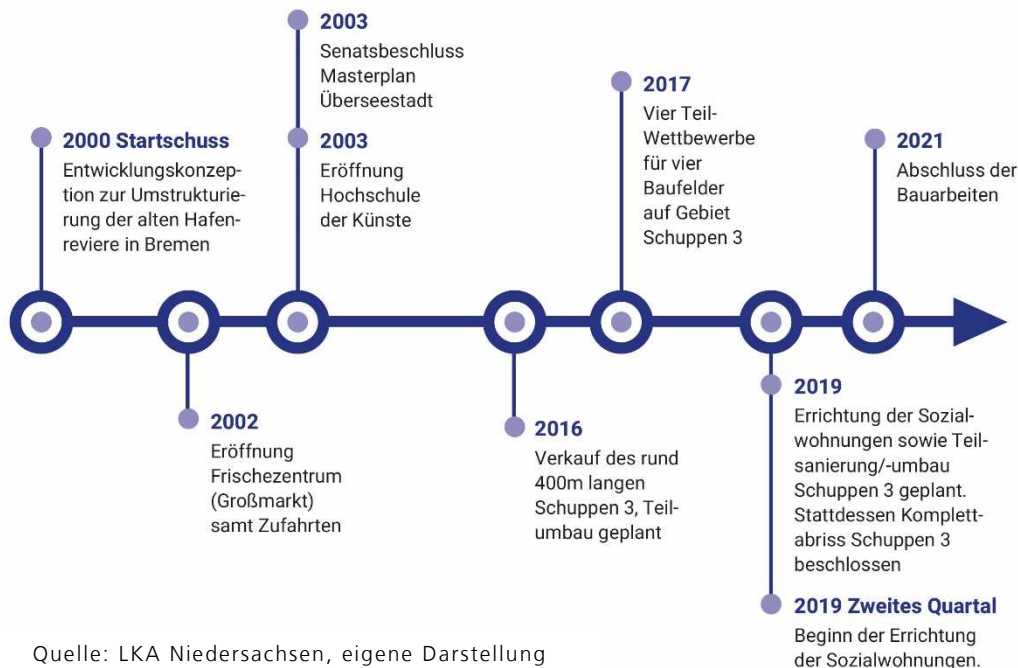 2000 Startschuss
Entwicklungskonzep-
tion zur Umstrukturie-
rung der alten Hafen-
reviere in Bremen
2002
Eröffnung
Frischezentrum
(Großmarkt)
samt Zufahrten
2003
Senatsbeschluss
Masterplan
Überseestadt
2003
Eröffnung
Hochschule
der Künste
2016
Verkauf des rund
400m langen
Schuppen 3, Teil-
umbau geplant
2017
Vier Teil-
Wettbewerbe
für vier
Baufelder
auf Gebiet
Schuppen 3
2019
Errichtung der Sozial-
wohnungen sowie Teil-
sanierung/-umbau
Schuppen 3 geplant.
Stattdessen Komplett-
abriss Schuppen 3
beschlossen
2019 Zweites Quartal
Beginn der Errichtung
der Sozialwohnungen.
2021
Abschluss der
Bauarbeiten
Quelle: LKA Niedersachsen, eigene Darstellung